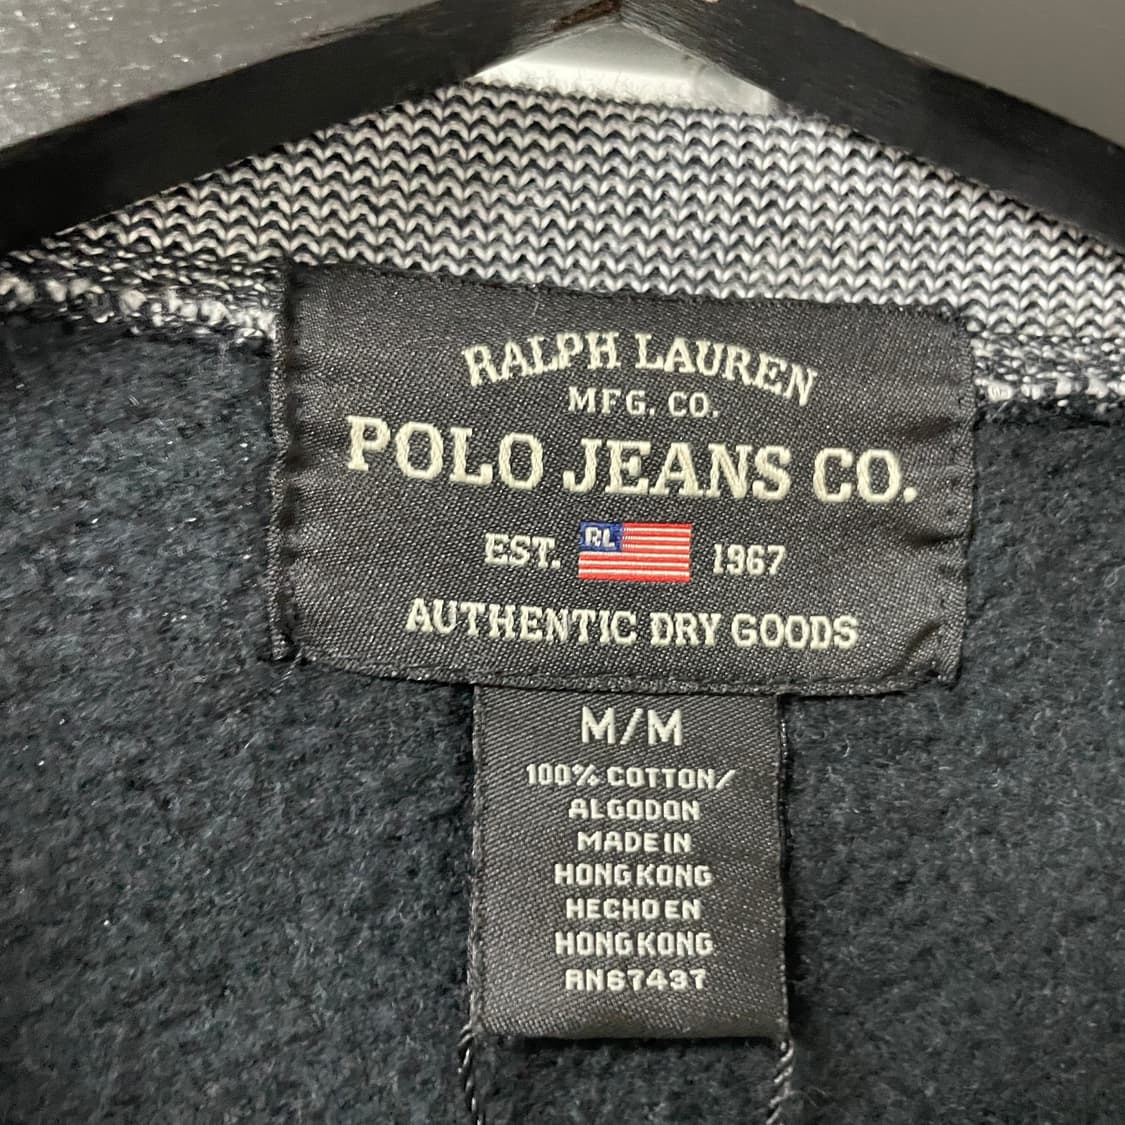 RALPH LAUREN
MFG. CO.
POLO JEANS CO.
EST. RL 1967
AUTHENTIC DRY GOODS
M/M
100% COTTON/
ALGODON
MADE IN
HONG KONG
HECHO EN
HONG KONG
RN67437